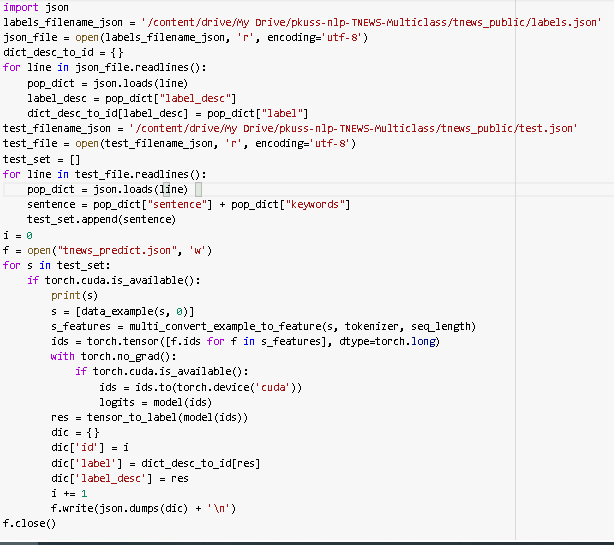 import json
labels_filename_json = '/content/drive/My Drive/pkuss-nlp-TNEWS-Multiclass/tnews_public/labels.json'
json_file = open(labels_filename_json, 'r', encoding='utf-8')
dict_desc_to_id = {}
for line in json_file.readlines():
    pop_dict = json.loads(line)
    label_desc = pop_dict["label_desc"]
    dict_desc_to_id[label_desc] = pop_dict["label"]
test_filename_json = '/content/drive/My Drive/pkuss-nlp-TNEWS-Multiclass/tnews_public/test.json'
test_file = open(test_filename_json, 'r', encoding='utf-8')
test_set = []
for line in test_file.readlines():
    pop_dict = json.loads(line)
    sentence = pop_dict["sentence"] + pop_dict["keywords"]
    test_set.append(sentence)
i = 0
f = open("tnews_predict.json", 'w')
for s in test_set:
    if torch.cuda.is_available():
        print(s)
        s = [data_example(s, 0)]
        s_features = multi_convert_example_to_feature(s, tokenizer, seq_length)
        ids = torch.tensor([f.ids for f in s_features], dtype=torch.long)
        with torch.no_grad():
            if torch.cuda.is_available():
                ids = ids.to(torch.device('cuda'))
                logits = model(ids)
        res = tensor_to_label(model(ids))
        dic = {}
        dic['id'] = i
        dic['label'] = dict_desc_to_id[res]
        dic['label_desc'] = res
        i += 1
        f.write(json.dumps(dic) + '\n')
f.close()